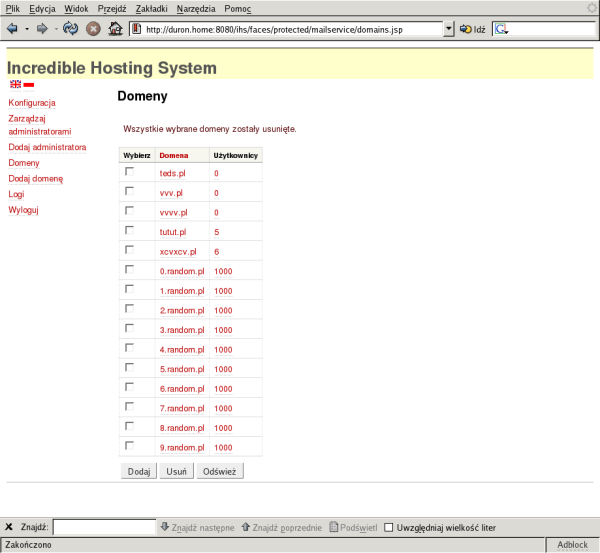 Plik Edycja Widok Przejdź Zakładki Narzędzia Pomoc
http://duron.home:8080/ihs/faces/protected/mailservice/domains.jsp Idź G
Incredible Hosting System
Konfiguracja
Zarządzaj
administratorami
Dodaj administratora
Domeny
Dodaj domenę
Logi
Wyloguj
Domeny
Wszystkie wybrane domeny zostały usunięte.
Wybierz Domena Użytkownicy
teds.pl 0
vvv.pl 0
vvvv.pl 0
tutut.pl 5
xcvxcv.pl 6
0.random.pl 1000
1.random.pl 1000
2.random.pl 1000
3.random.pl 1000
4.random.pl 1000
5.random.pl 1000
6.random.pl 1000
7.random.pl 1000
8.random.pl 1000
9.random.pl 1000
Dodaj Usuń Odśwież
Znajdź: Znajdź następne Znajdź poprzednie Podświetl Uwzględniaj wielkość liter
Zakończono Adblock